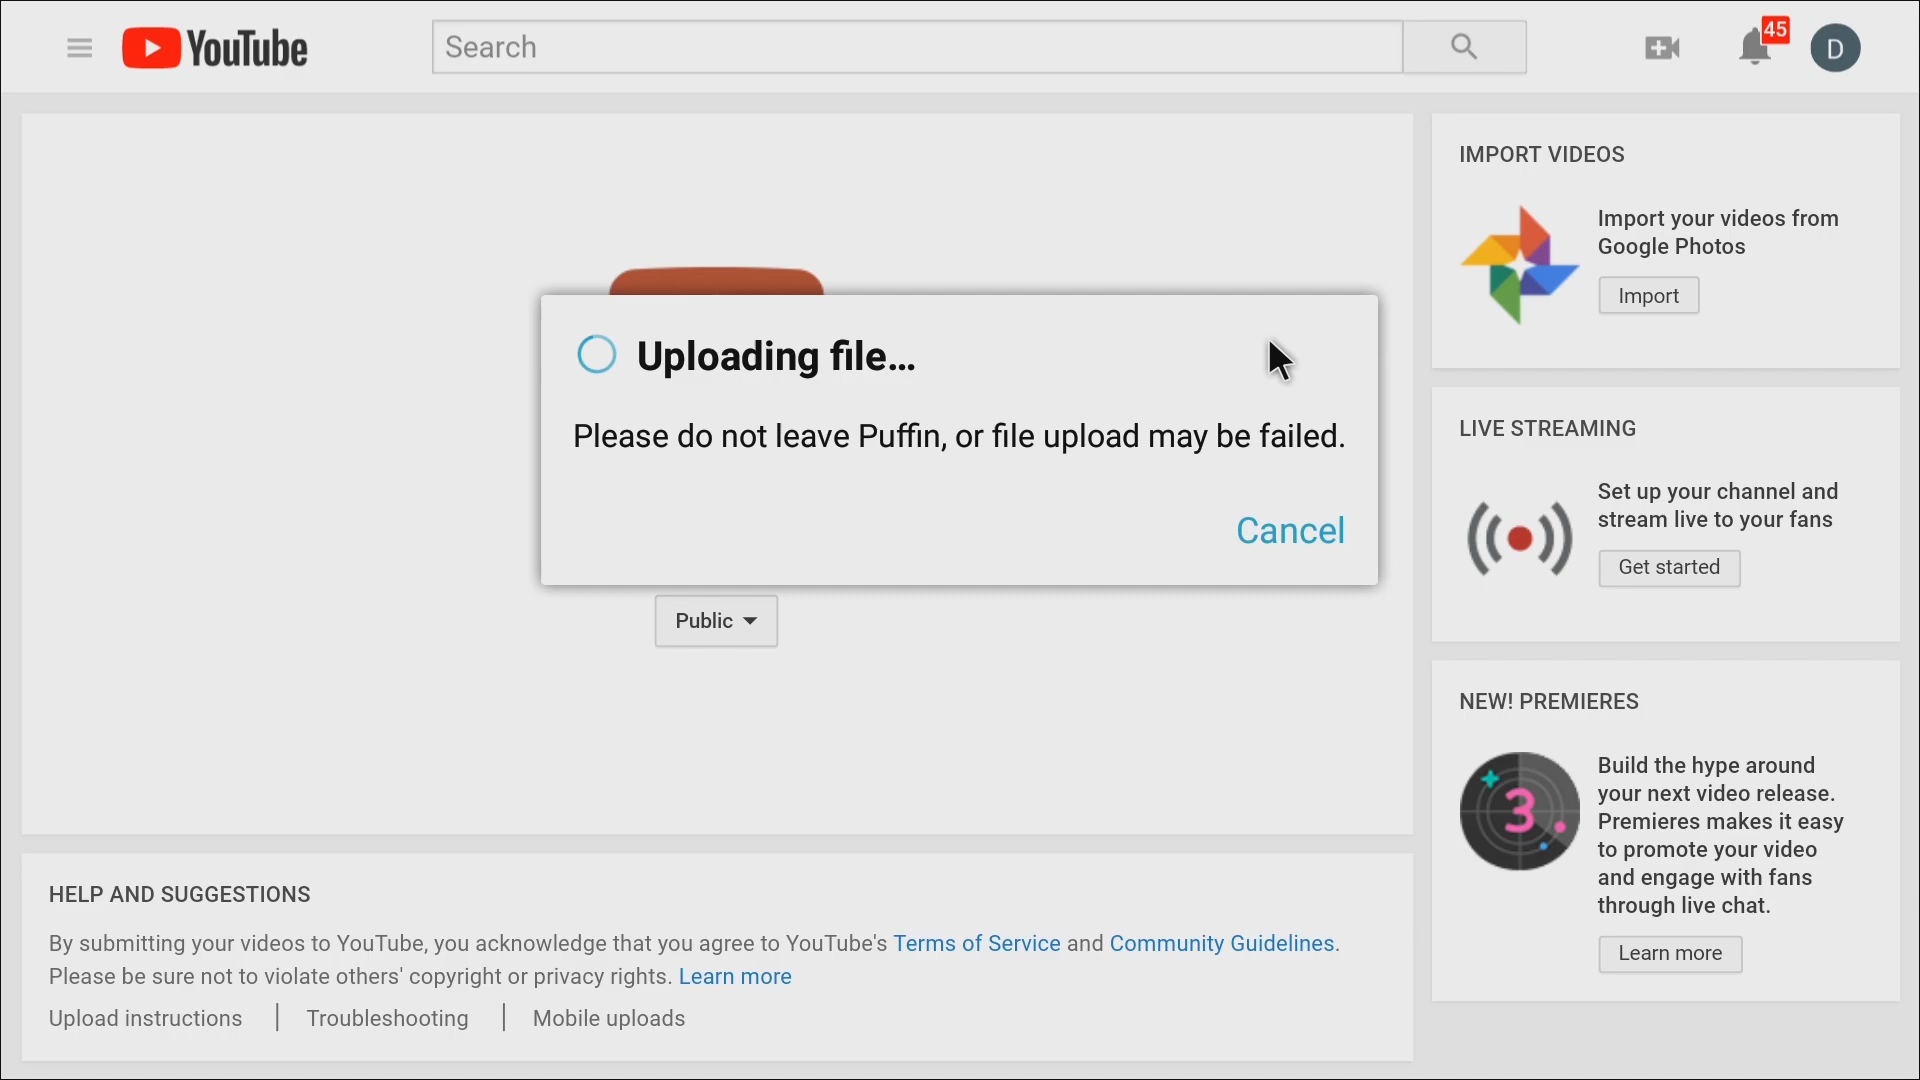 YouTube
Search
45
D
Uploading file...
Please do not leave Puffin, or file upload may be failed.
Cancel
Public
IMPORT VIDEOS
Import your videos from
Google Photos
Import
LIVE STREAMING
Set up your channel and
stream live to your fans
Get started
NEW! PREMIERES
3
Build the hype around
your next video release.
Premieres makes it easy
to promote your video
and engage with fans
through live chat.
Learn more
HELP AND SUGGESTIONS
By submitting your videos to YouTube, you acknowledge that you agree to YouTube's Terms of Service and Community Guidelines.
Please be sure not to violate others' copyright or privacy rights. Learn more
Upload instructions | Troubleshooting | Mobile uploads